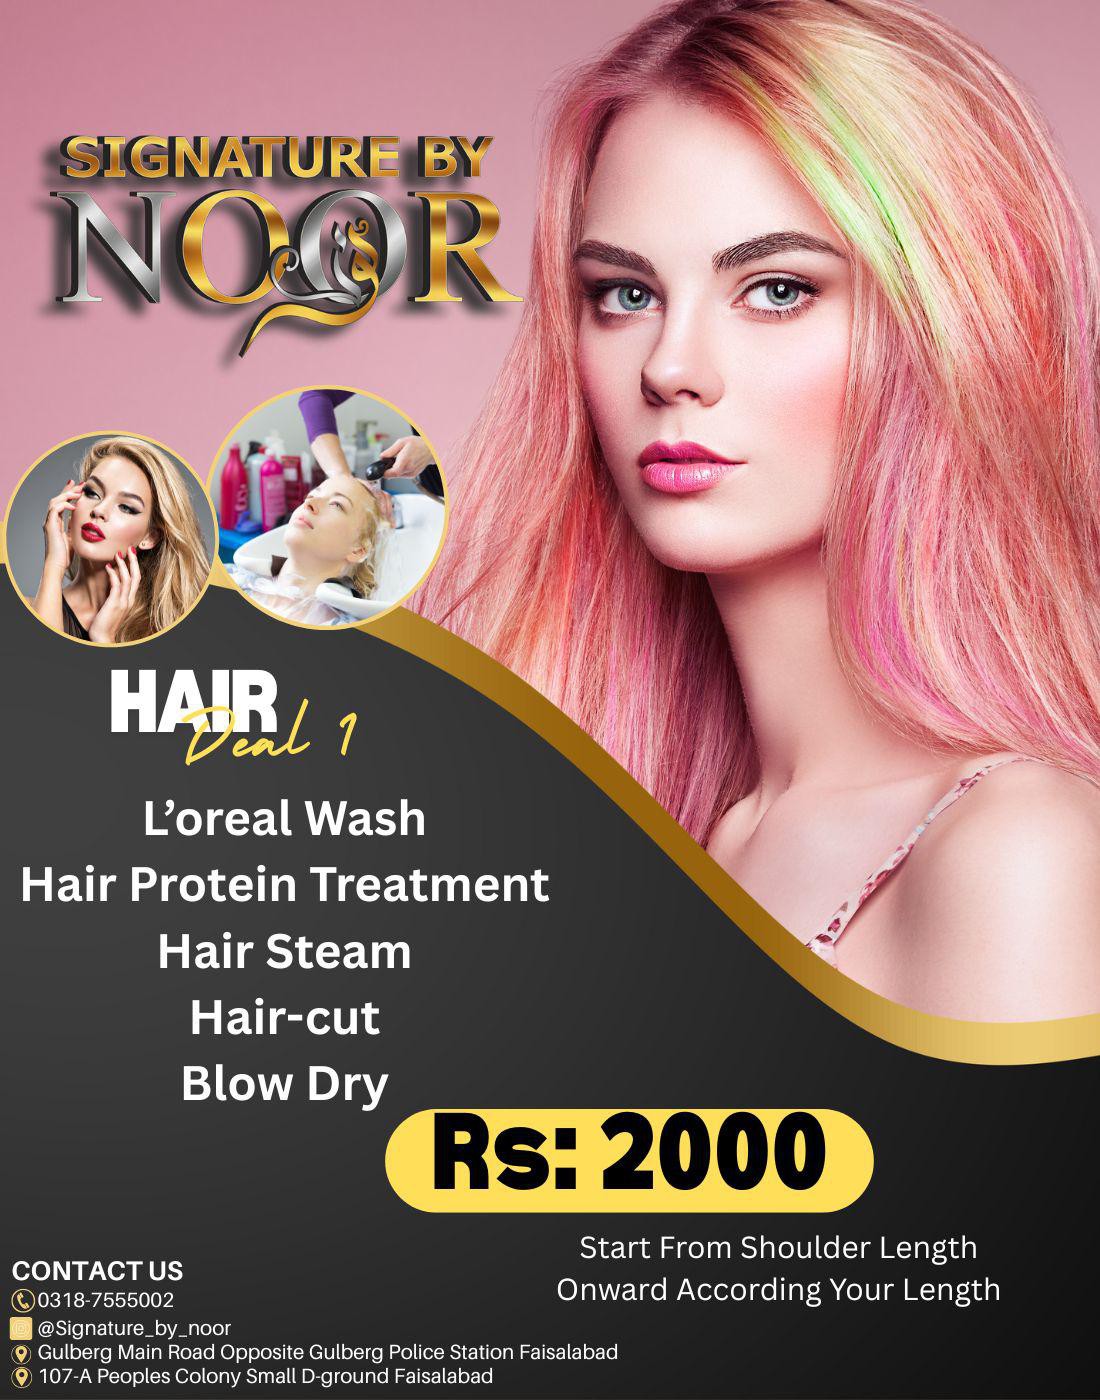 SIGNATURE BY
NOOR
HAIR
Deal 1
L'oreal Wash
Hair Protein Treatment
Hair Steam
Hair-cut
Blow Dry
Rs: 2000
Start From Shoulder Length
Onward According Your Length
CONTACT US
0318-7555002
@Signature_by_noor
Gulberg Main Road Opposite Gulberg Police Station Faisalabad
107-A Peoples Colony Small D-ground Faisalabad